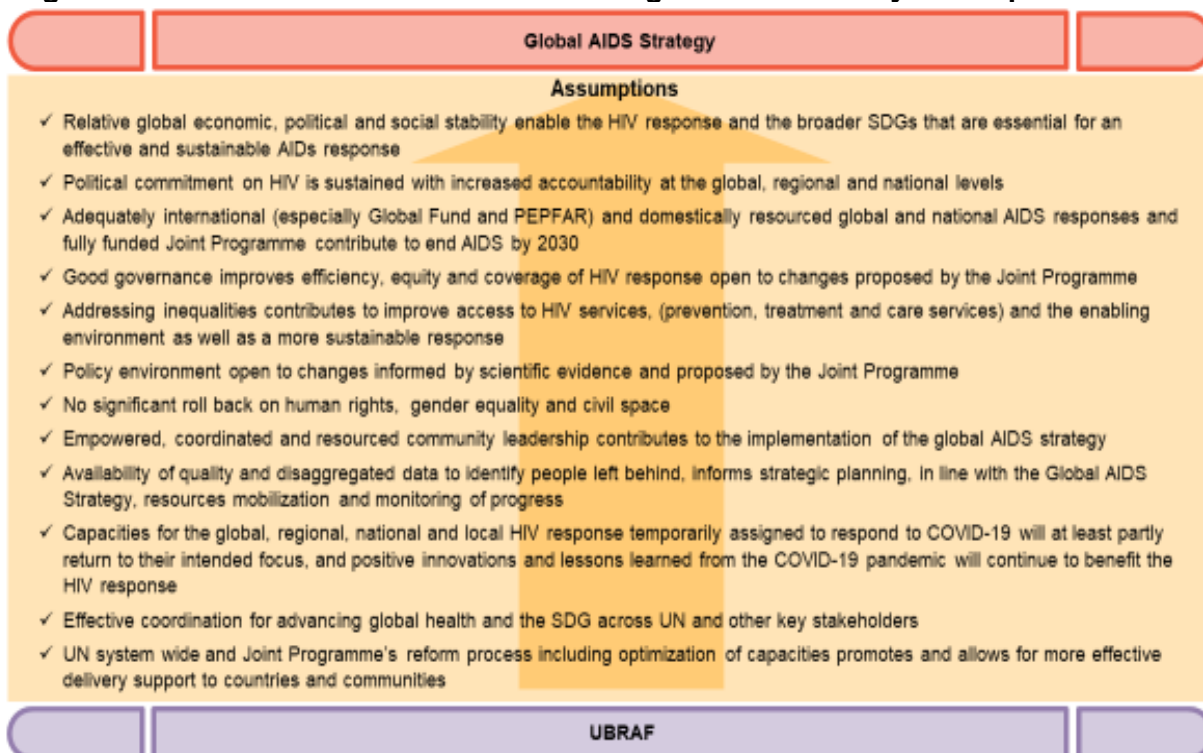 Global AIDS Strategy
Assumptions
✓ Relative global economic, political and social stability enable the HIV response and the broader SDGs that are essential for an
effective and sustainable AIDs response
✓ Political commitment on HIV is sustained with increased accountability at the global, regional and national levels
✓ Adequately international (especially Global Fund and PEPFAR) and domestically resourced global and national AIDS responses and
fully funded Joint Programme contribute to end AIDS by 2030
✓ Good governance improves efficiency, equity and coverage of HIV response open to changes proposed by the Joint Programme
✓ Addressing inequalities contributes to improve access to HIV services, (prevention, treatment and care services) and the enabling
environment as well as a more sustainable response
✓ Policy environment open to changes informed by scientific evidence and proposed by the Joint Programme
✓ No significant roll back on human rights, gender equality and civil space
✓ Empowered, coordinated and resourced community leadership contributes to the implementation of the global AIDS strategy
✓ Availability of quality and disaggregated data to identify people left behind, informs strategic planning, in line with the Global AIDS
Strategy, resources mobilization and monitoring of progress
✓ Capacities for the global, regional, national and local HIV response temporarily assigned to respond to COVID-19 will at least partly
return to their intended focus, and positive innovations and lessons learned from the COVID-19 pandemic will continue to benefit the
HIV response
✓ Effective coordination for advancing global health and the SDG across UN and other key stakeholders
✓ UN system wide and Joint Programme's reform process including optimization of capacities promotes and allows for more effective
delivery support to countries and communities
UBRAF